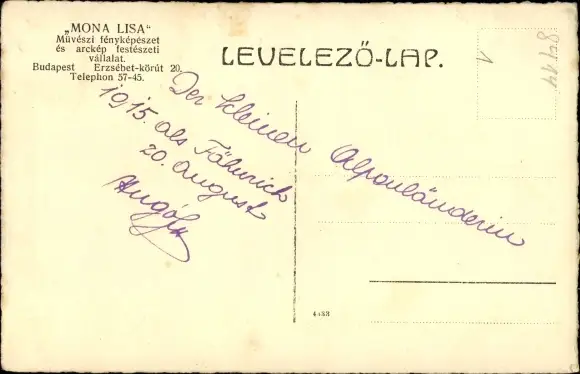 „MONA LISA“
Művészi fényképészet
és arckép festészeti
vállalat.
Budapest Erzsébet-körút 20.
Telephon 57-45.
LEVELEZŐ-LAP.
1
Der kleinen Alpenländerin
1915. als Fähnrich
20. August